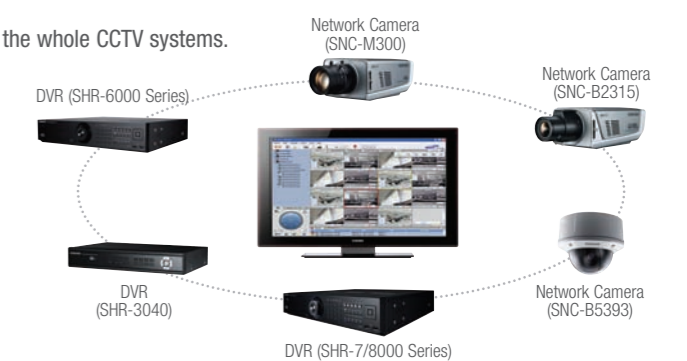 the whole CCTV systems.
Network Camera
(SNC-M300)
DVR (SHR-6000 Series)
Network Camera
(SNC-B2315)
DVR
(SHR-3040)
Network Camera
(SNC-B5393)
DVR (SHR-7/8000 Series)